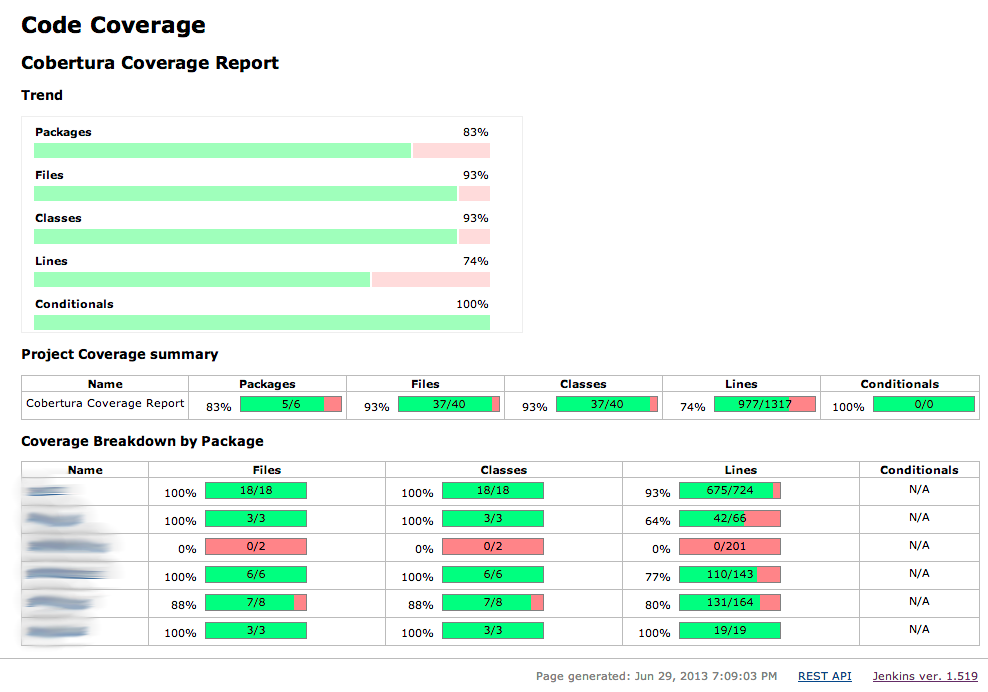 Code Coverage
Cobertura Coverage Report
Trend
Packages 83%
Files 93%
Classes 93%
Lines 74%
Conditionals 100%
Project Coverage summary
Name Packages Files Classes Lines Conditionals
Cobertura Coverage Report 83% 5/6 93% 37/40 93% 37/40 74% 977/1317 100% 0/0
Coverage Breakdown by Package
Name Files Classes Lines Conditionals
100% 18/18 100% 18/18 93% 675/724 N/A
100% 3/3 100% 3/3 64% 42/66 N/A
0% 0/2 0% 0/2 0% 0/201 N/A
100% 6/6 100% 6/6 77% 110/143 N/A
88% 7/8 88% 7/8 80% 131/164 N/A
100% 3/3 100% 3/3 100% 19/19 N/A
Page generated: Jun 29, 2013 7:09:03 PM REST API Jenkins ver. 1.519